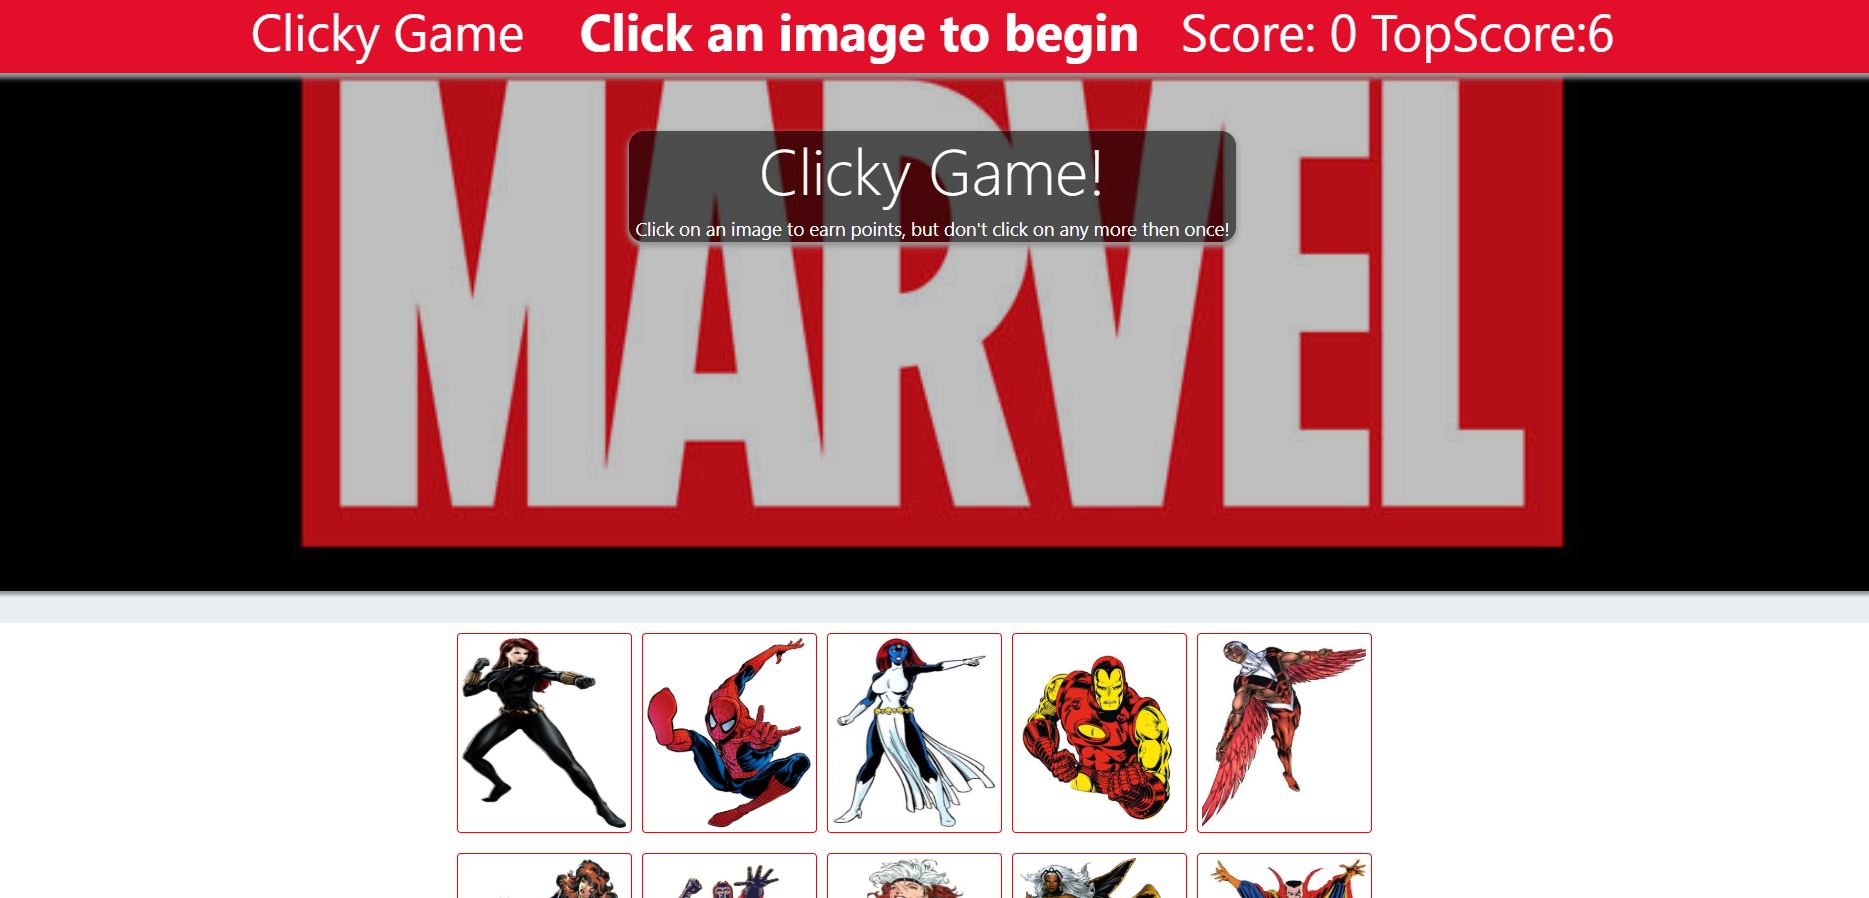 Clicky Game Click an image to begin Score: 0 TopScore:6
MARVEL
Clicky Game!
Click on an image to earn points, but don't click on any more then once!